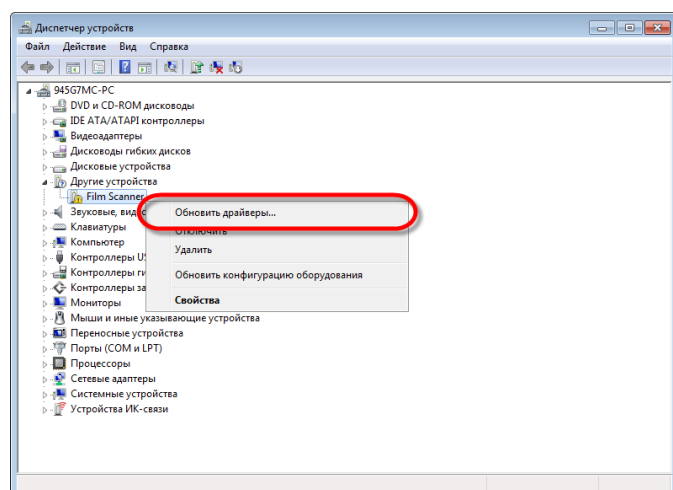 Диспетчер устройств
Файл Действие Вид Справка
945G7MC-PC
DVD и CD-ROM дисководы
IDE ATA/ATAPI контроллеры
Видеоадаптеры
Дисководы гибких дисков
Дисковые устройства
Другие устройства
Film Scanner
Звуковые, виде
Обновить драйверы...
Клавиатуры
Отключить
Компьютер
Удалить
Контроллеры U
Контроллеры ги
Обновить конфигурацию оборудования
Контроллеры за
Мониторы
Свойства
Мыши и иные указывающие устройства
Переносные устройства
Порты (COM и LPT)
Процессоры
Сетевые адаптеры
Системные устройства
Устройства ИК-связи